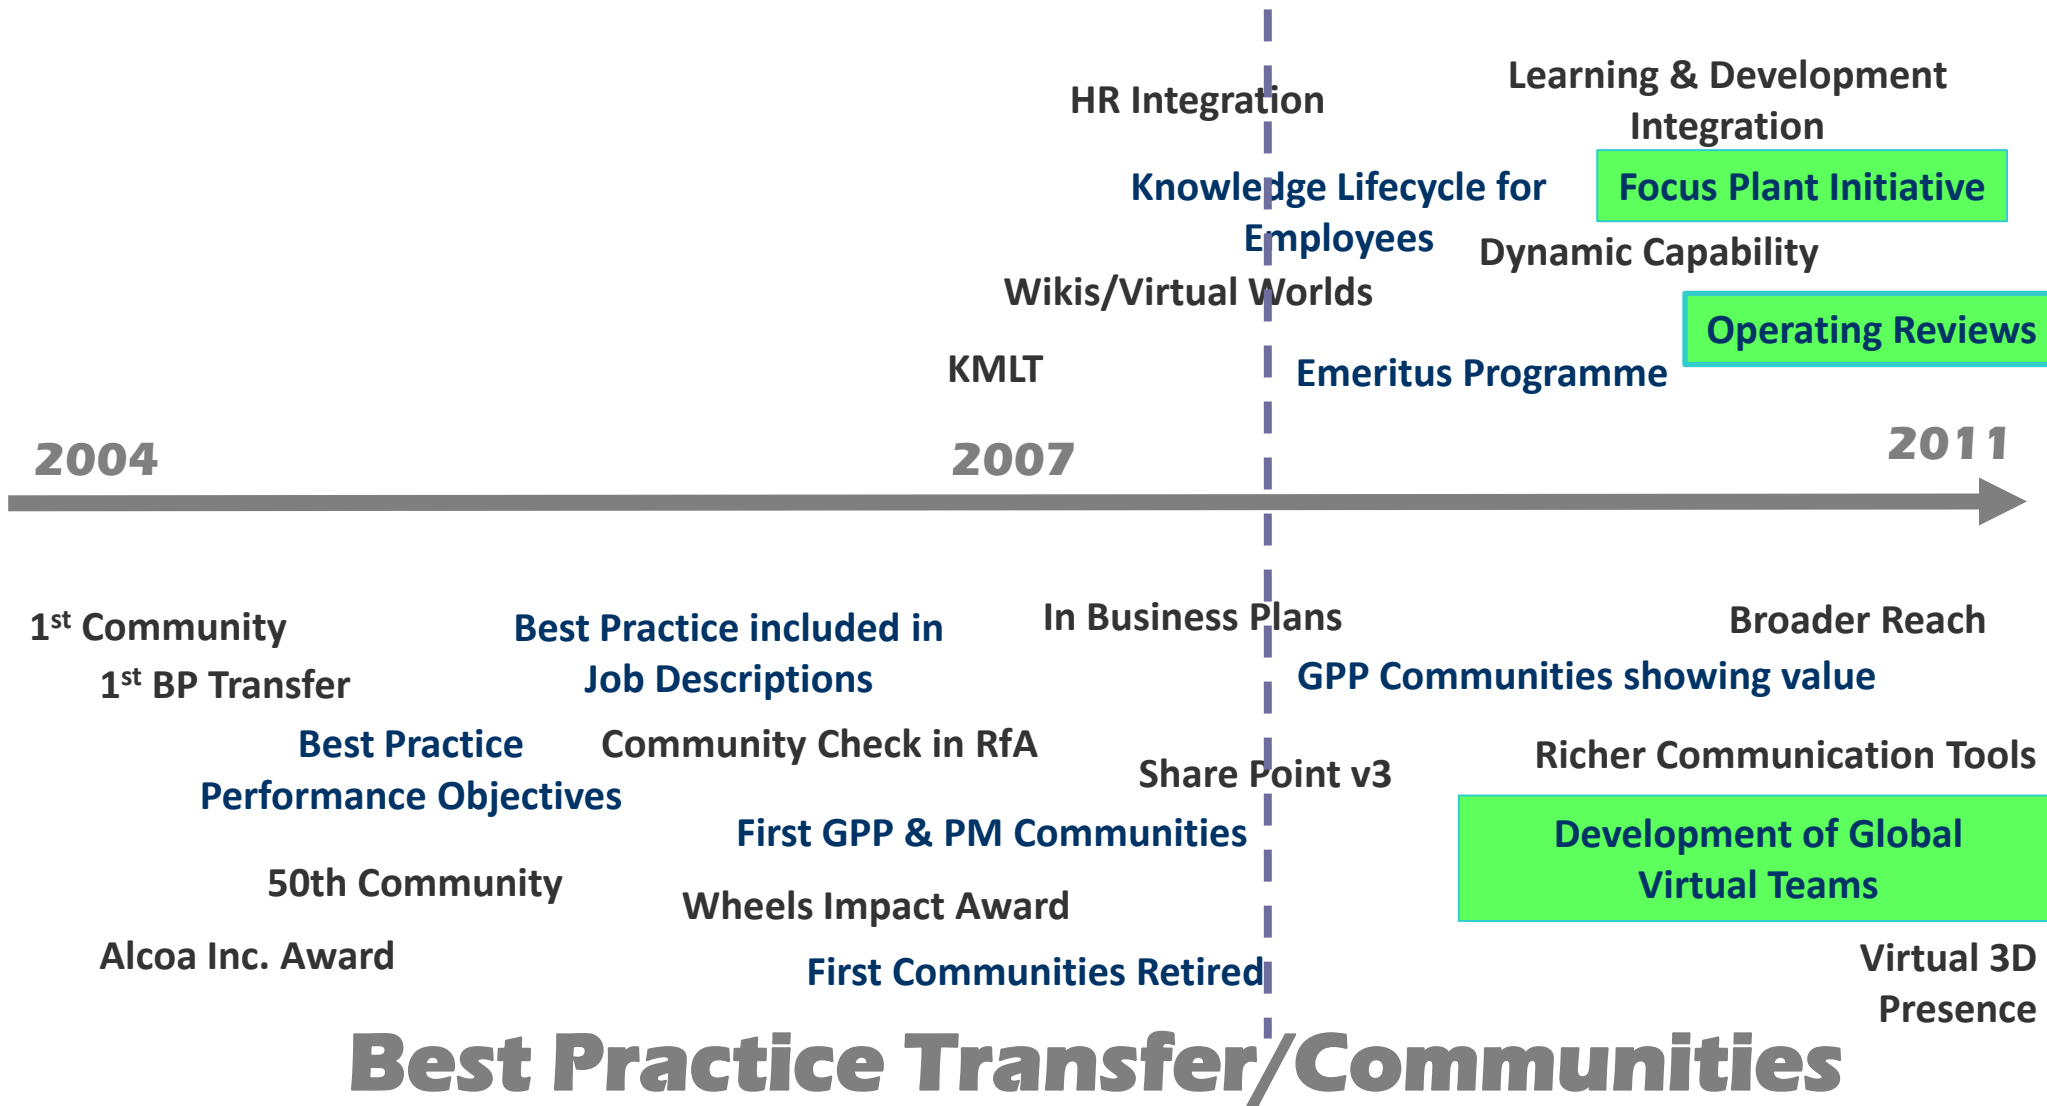 HR Integration
Learning & Development
Integration
Knowledge Lifecycle for
Employees
Focus Plant Initiative
Dynamic Capability
Wikis/Virtual Worlds
Operating Reviews
KMLT
Emeritus Programme
2004
2007
2011
1st Community
1st BP Transfer
Best Practice included in
Job Descriptions
In Business Plans
Broader Reach
GPP Communities showing value
Best Practice
Performance Objectives
Community Check in RfA
Share Point v3
Richer Communication Tools
First GPP & PM Communities
Development of Global
Virtual Teams
50th Community
Wheels Impact Award
Alcoa Inc. Award
First Communities Retired
Virtual 3D
Presence
Best Practice Transfer/Communities